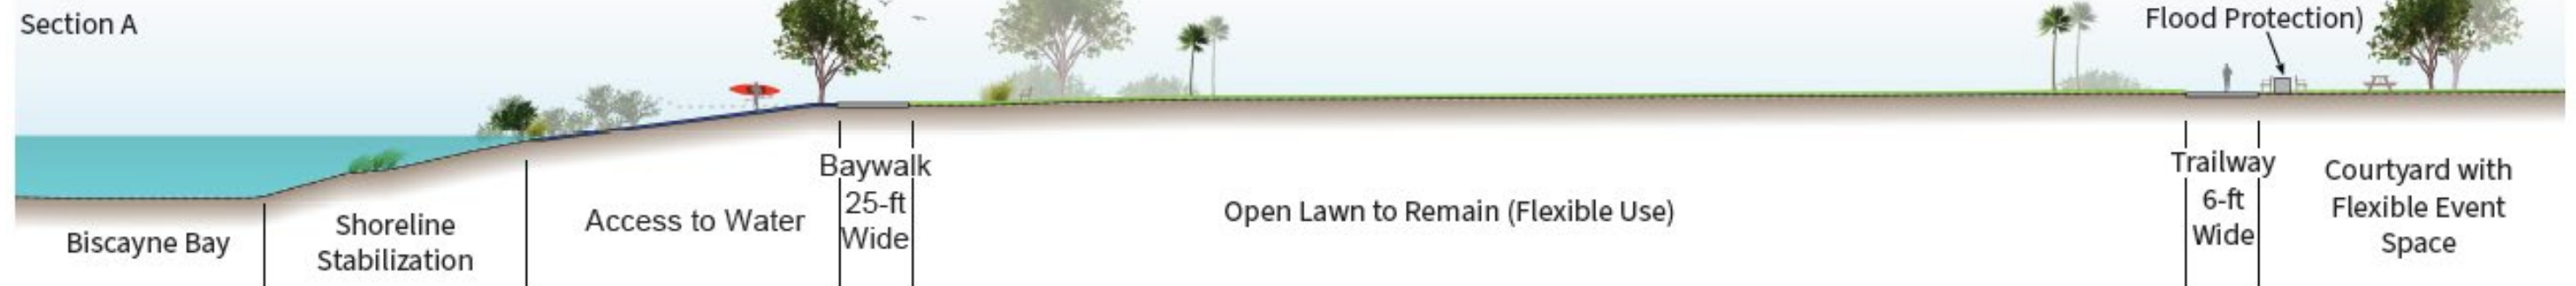 Section A
Flood Protection)
Biscayne Bay
Shoreline
Stabilization
Access to Water
Baywalk
25-ft
Wide
Open Lawn to Remain (Flexible Use)
Trailway
6-ft
Wide
Courtyard with
Flexible Event
Space